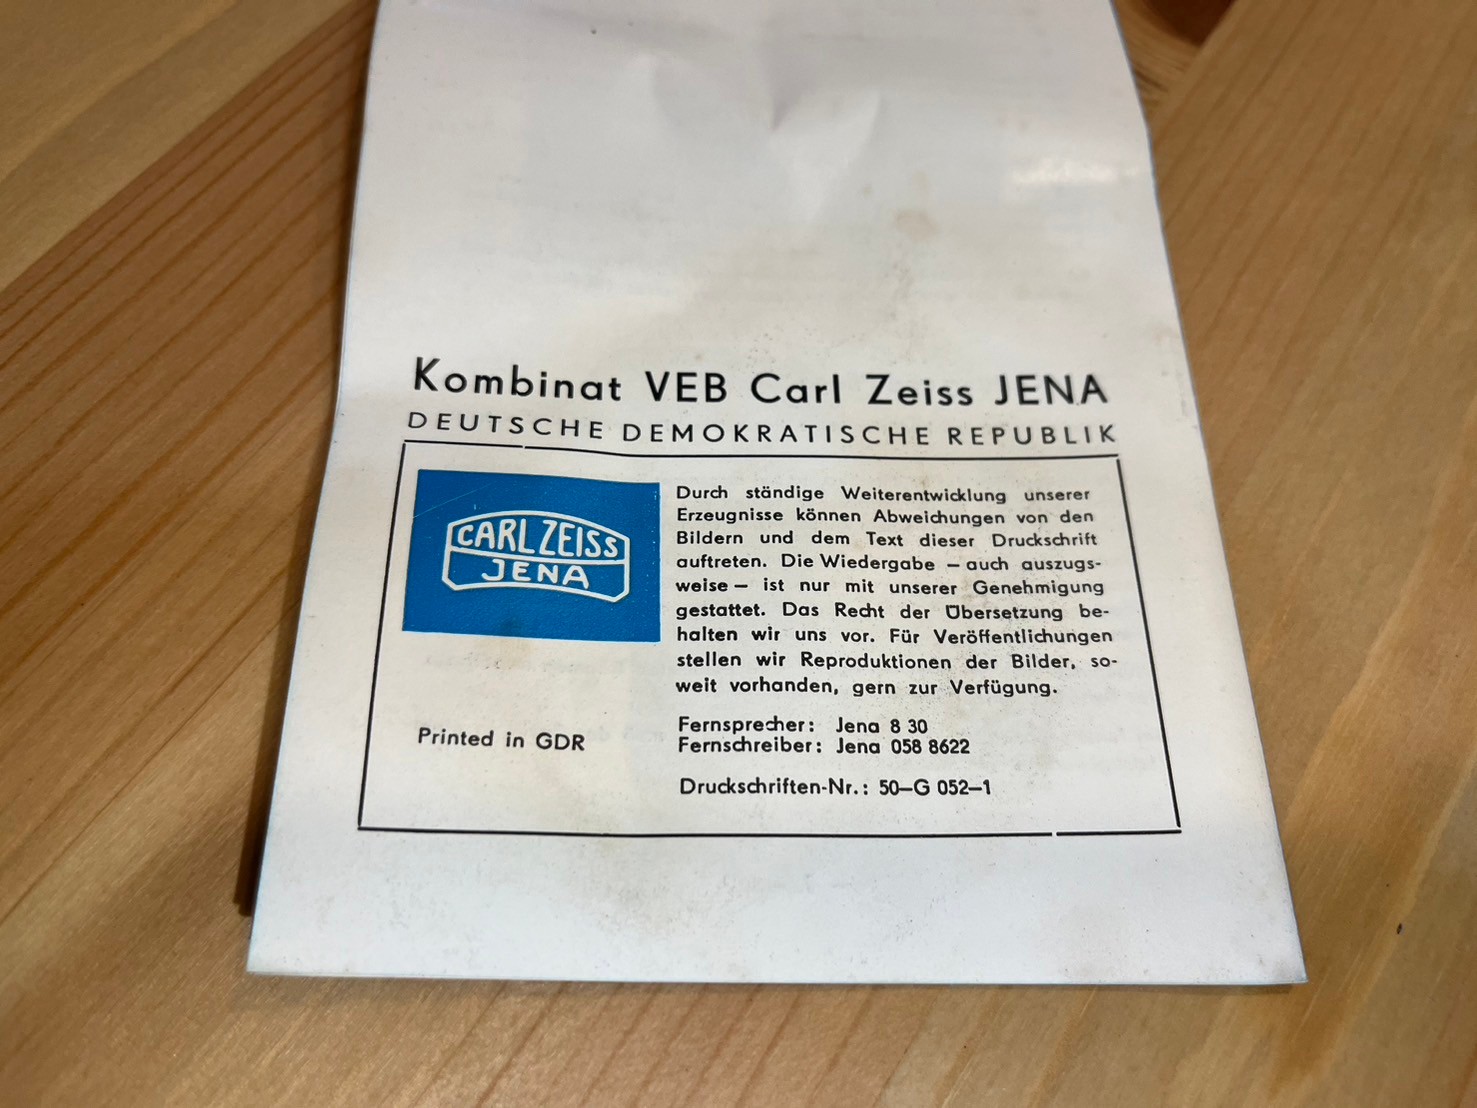 Kombinat VEB Carl Zeiss JENA
DEUTSCHE DEMOKRATISCHE REPUBLIK
CARL ZEISS
JENA
Durch ständige Weiterentwicklung unserer
Erzeugnisse können Abweichungen von den
Bildern und dem Text dieser Druckschrift
auftreten. Die Wiedergabe – auch auszugs-
weise – ist nur mit unserer Genehmigung
gestattet. Das Recht der Übersetzung be-
halten wir uns vor. Für Veröffentlichungen
stellen wir Reproduktionen der Bilder, so-
weit vorhanden, gern zur Verfügung.
Printed in GDR
Fernsprecher: Jena 8 30
Fernschreiber: Jena 058 8622
Druckschriften-Nr.: 50–G 052–1